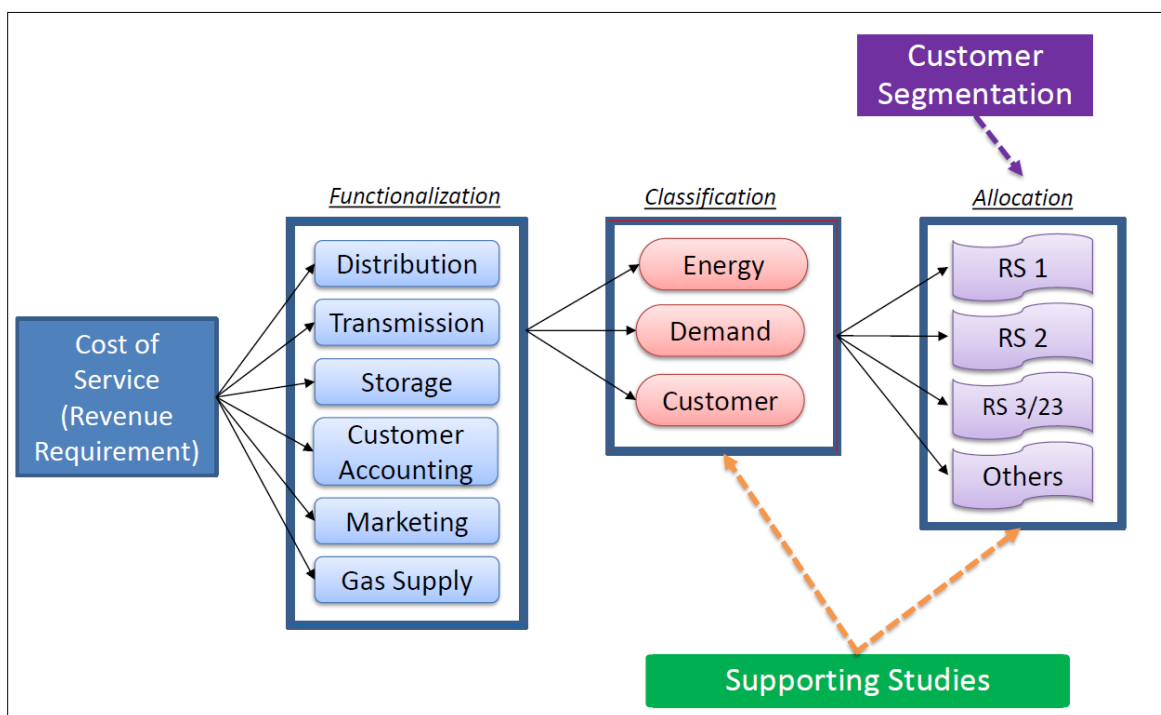 Customer
Segmentation
Functionalization
Classification
Allocation
Cost of
Service
(Revenue
Requirement)
Distribution
Transmission
Storage
Customer
Accounting
Marketing
Gas Supply
Energy
Demand
Customer
RS 1
RS 2
RS 3/23
Others
Supporting Studies